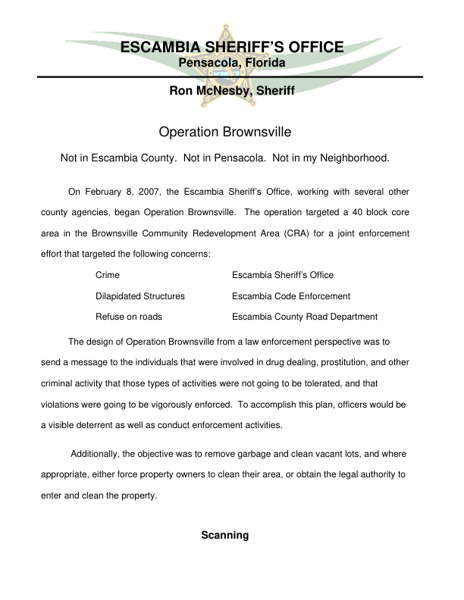 ESCAMBIA SHERIFF'S OFFICE
Pensacola, Florida
Ron McNesby, Sheriff
Operation Brownsville
Not in Escambia County.  Not in Pensacola.  Not in my Neighborhood.
On February 8, 2007, the Escambia Sheriff's Office, working with several other
county agencies, began Operation Brownsville.  The operation targeted a 40 block core
area in the Brownsville Community Redevelopment Area (CRA) for a joint enforcement
effort that targeted the following concerns:
Crime Escambia Sheriff's Office
Dilapidated Structures Escambia Code Enforcement
Refuse on roads Escambia County Road Department
The design of Operation Brownsville from a law enforcement perspective was to
send a message to the individuals that were involved in drug dealing, prostitution, and other
criminal activity that those types of activities were not going to be tolerated, and that
violations were going to be vigorously enforced.  To accomplish this plan, officers would be
a visible deterrent as well as conduct enforcement activities.
Additionally, the objective was to remove garbage and clean vacant lots, and where
appropriate, either force property owners to clean their area, or obtain the legal authority to
enter and clean the property.
Scanning